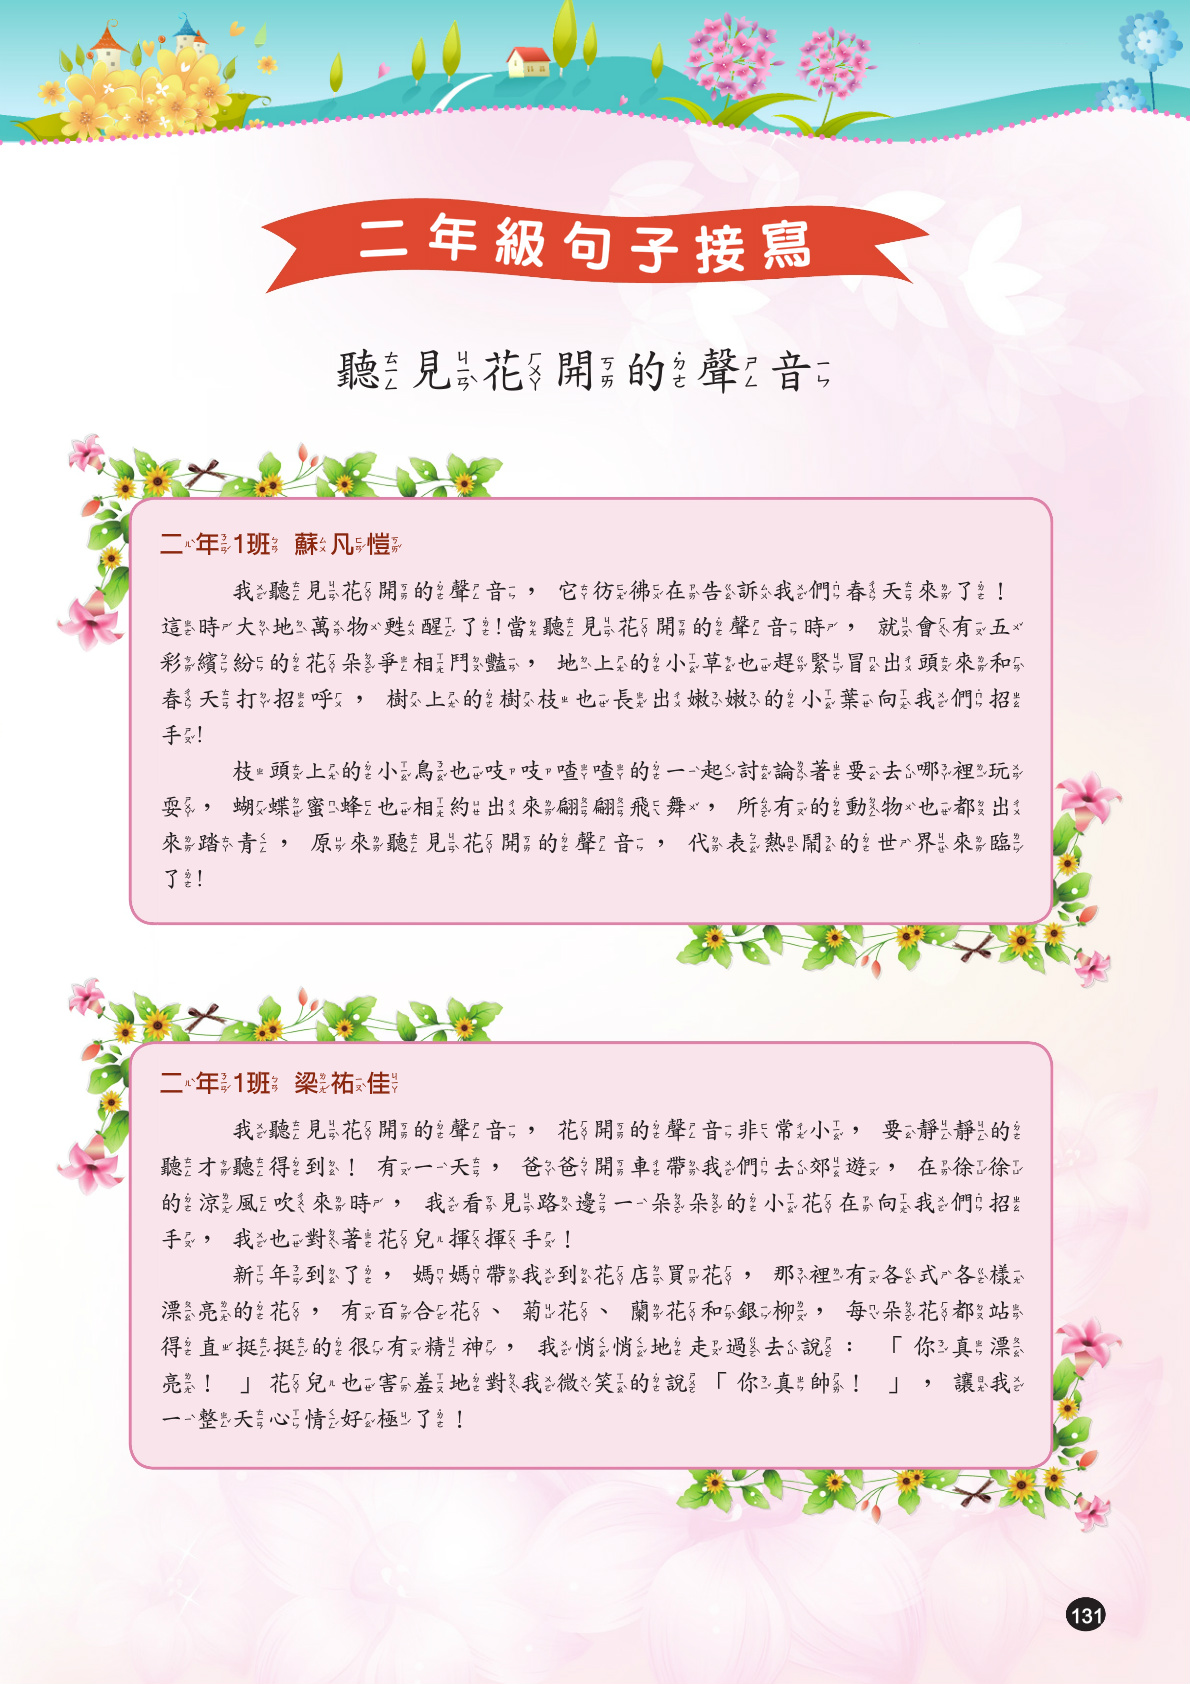 二年級句子接寫
聽見花開的聲音
二年1班 蘇凡愷
我聽見花開的聲音，它彷彿在告訴我們春天來了！
這時大地萬物甦醒了!當聽見花開的聲音時，就會有五
彩繽紛的花朵爭相鬥豔，地上的小草也趕緊冒出頭來和
春天打招呼，樹上的樹枝也長出嫩嫩的小葉向我們招
手!
枝頭上的小鳥也吱吱喳喳的一起討論著要去哪裡玩
耍，蝴蝶蜜蜂也相約出來翩翩飛舞，所有的動物也都出
來踏青，原來聽見花開的聲音，代表熱鬧的世界來臨
了!
二年1班 梁祐佳
我聽見花開的聲音，花開的聲音非常小，要靜靜的
聽才聽得到！有一天，爸爸開車帶我們去郊遊，在徐徐
的涼風吹來時，我看見路邊一朵朵的小花在向我們招
手，我也對著花兒揮揮手！
新年到了，媽媽帶我到花店買花，那裡有各式各樣
漂亮的花，有百合花、菊花、蘭花和銀柳，每朵花都站
得直挺挺的很有精神，我悄悄地走過去說：「你真漂
亮！」花兒也害羞地對我微笑的說「你真帥！」，讓我
一整天心情好極了！
131